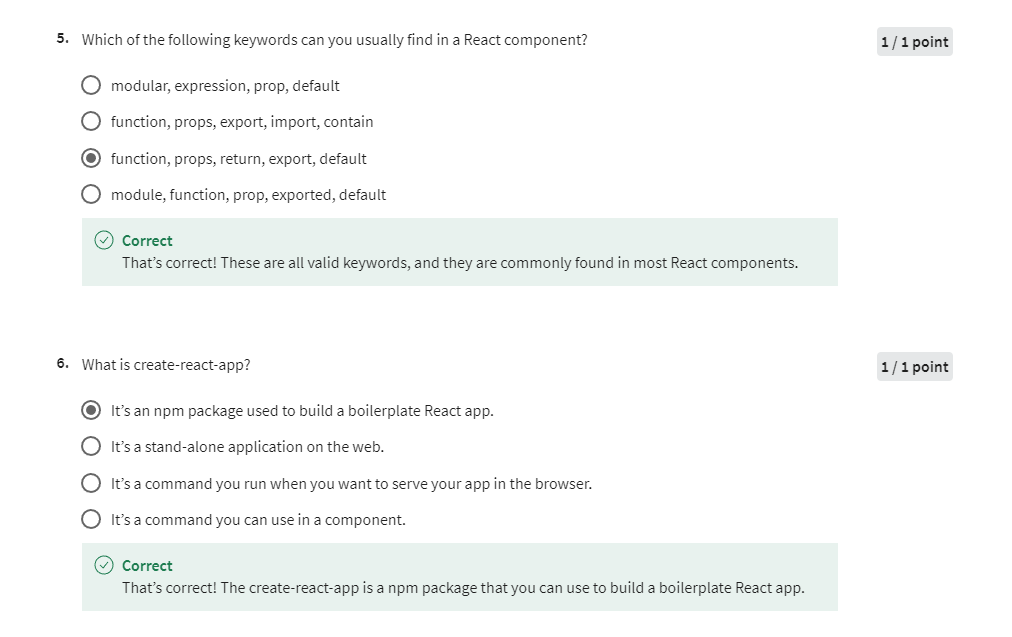 5. Which of the following keywords can you usually find in a React component?
1 / 1 point
modular, expression, prop, default
function, props, export, import, contain
function, props, return, export, default
module, function, prop, exported, default
Correct
That’s correct! These are all valid keywords, and they are commonly found in most React components.
6. What is create-react-app?
1 / 1 point
It’s an npm package used to build a boilerplate React app.
It’s a stand-alone application on the web.
It’s a command you run when you want to serve your app in the browser.
It’s a command you can use in a component.
Correct
That’s correct! The create-react-app is a npm package that you can use to build a boilerplate React app.